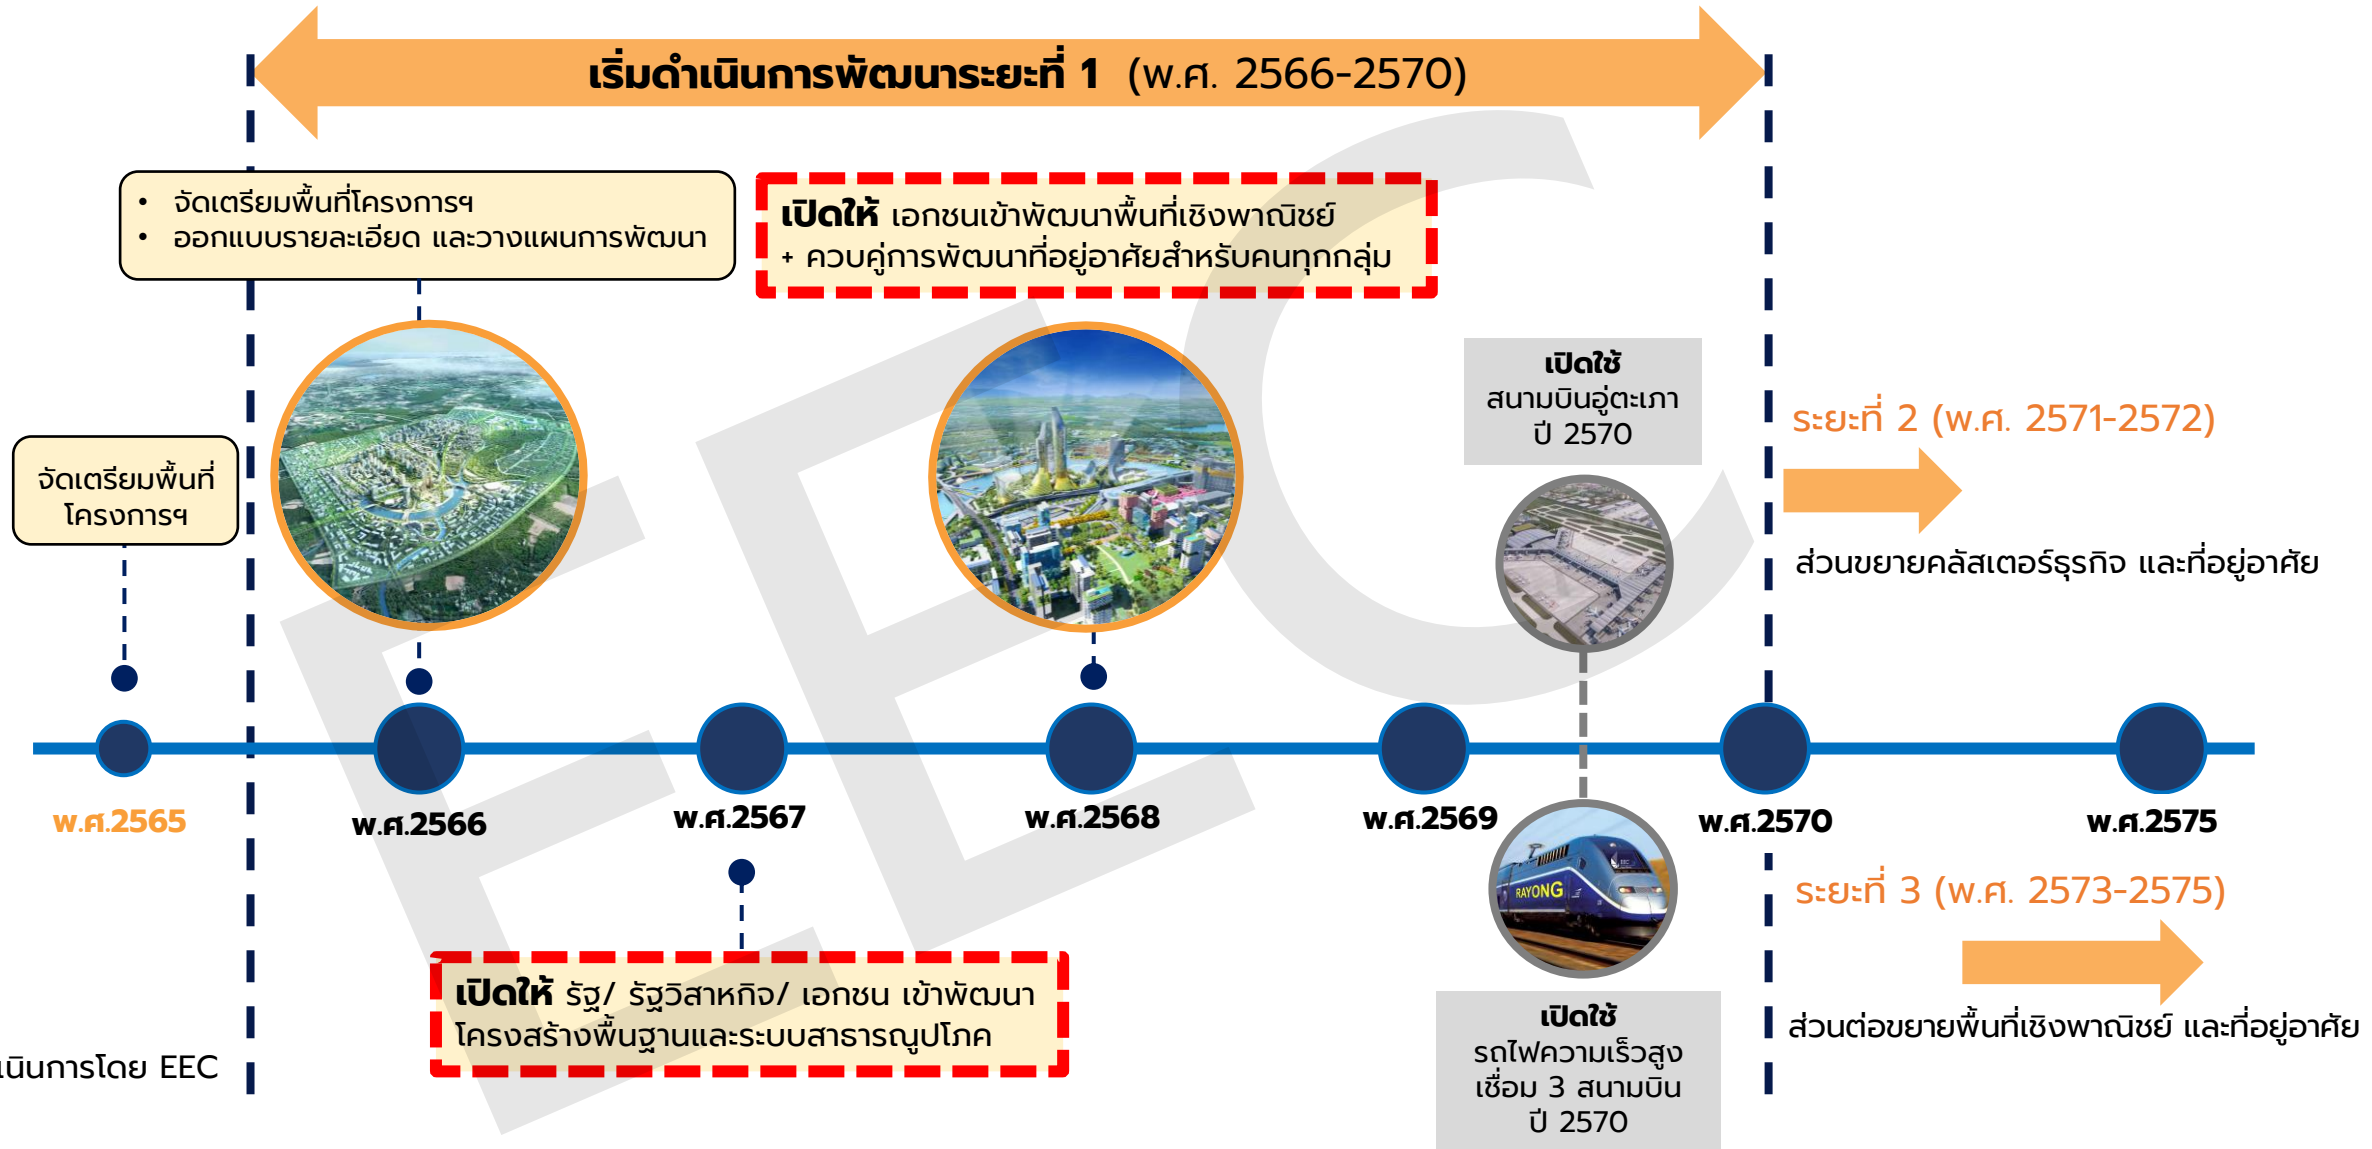 เริ่มดำเนินการพัฒนาระยะที่ 1 (พ.ศ. 2566-2570)
• จัดเตรียมพื้นที่โครงการฯ
• ออกแบบรายละเอียด และวางแผนการพัฒนา
เปิดให้ เอกชนเข้าพัฒนาพื้นที่เชิงพาณิชย์
+ ควบคู่การพัฒนาที่อยู่อาศัยสำหรับคนทุกกลุ่ม
เปิดใช้
สนามบินอู่ตะเภา
ปี 2570
ระยะที่ 2 (พ.ศ. 2571-2572)
ส่วนขยายคลัสเตอร์ธุรกิจ และที่อยู่อาศัย
จัดเตรียมพื้นที่
โครงการฯ
พ.ศ.2565
พ.ศ.2566
พ.ศ.2567
พ.ศ.2568
พ.ศ.2569
พ.ศ.2570
พ.ศ.2575
RAYONG
ระยะที่ 3 (พ.ศ. 2573-2575)
ส่วนต่อขยายพื้นที่เชิงพาณิชย์ และที่อยู่อาศัย
เปิดให้ รัฐ/ รัฐวิสาหกิจ/ เอกชน เข้าพัฒนา
โครงสร้างพื้นฐานและระบบสาธารณูปโภค
เปิดใช้
รถไฟความเร็วสูง
เชื่อม 3 สนามบิน
ปี 2570
เนินการโดย EEC
EEC